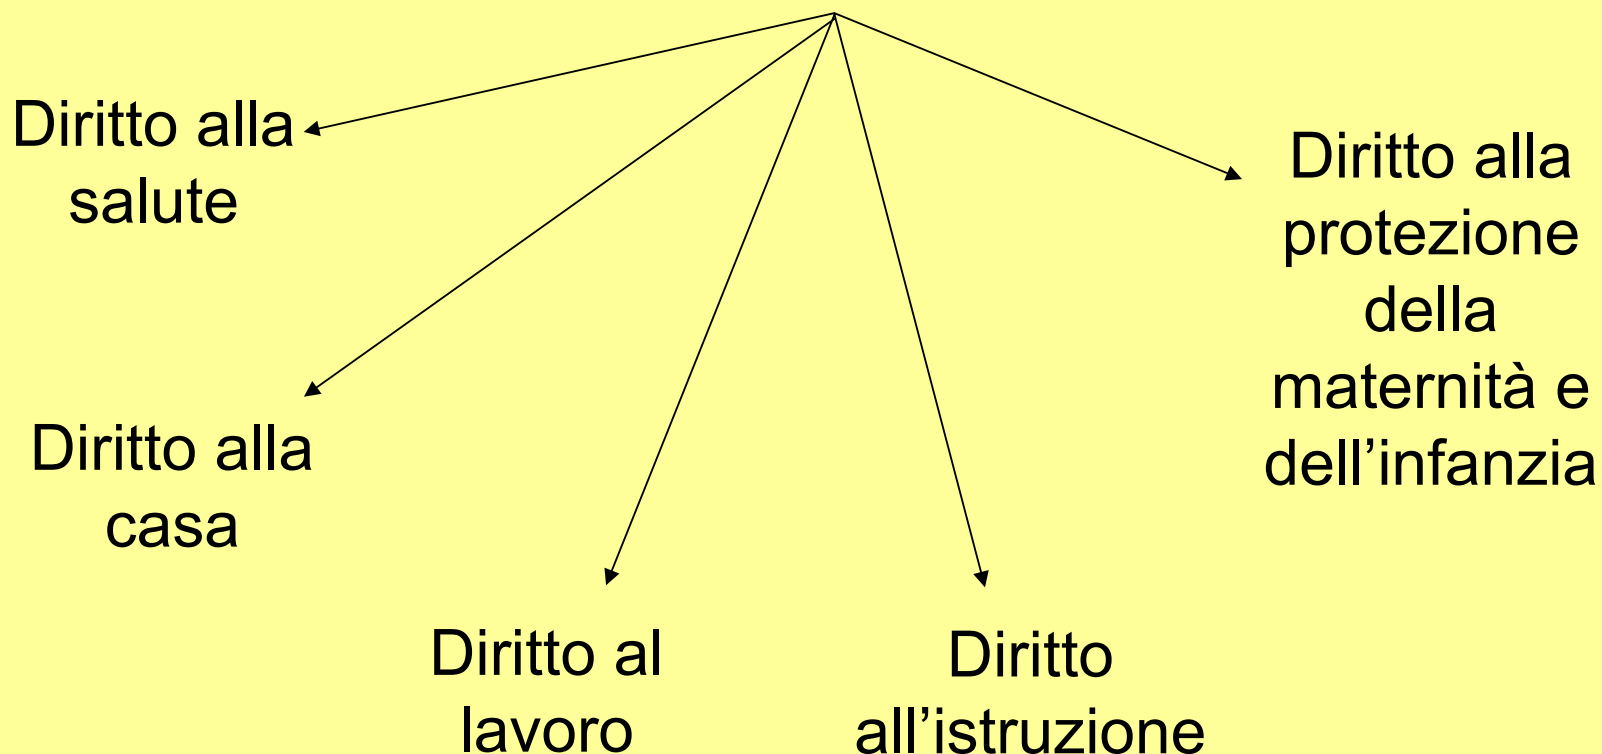 Diritto alla
salute
Diritto alla
casa
Diritto al
lavoro
Diritto
all’istruzione
Diritto alla
protezione
della
maternità e
dell’infanzia